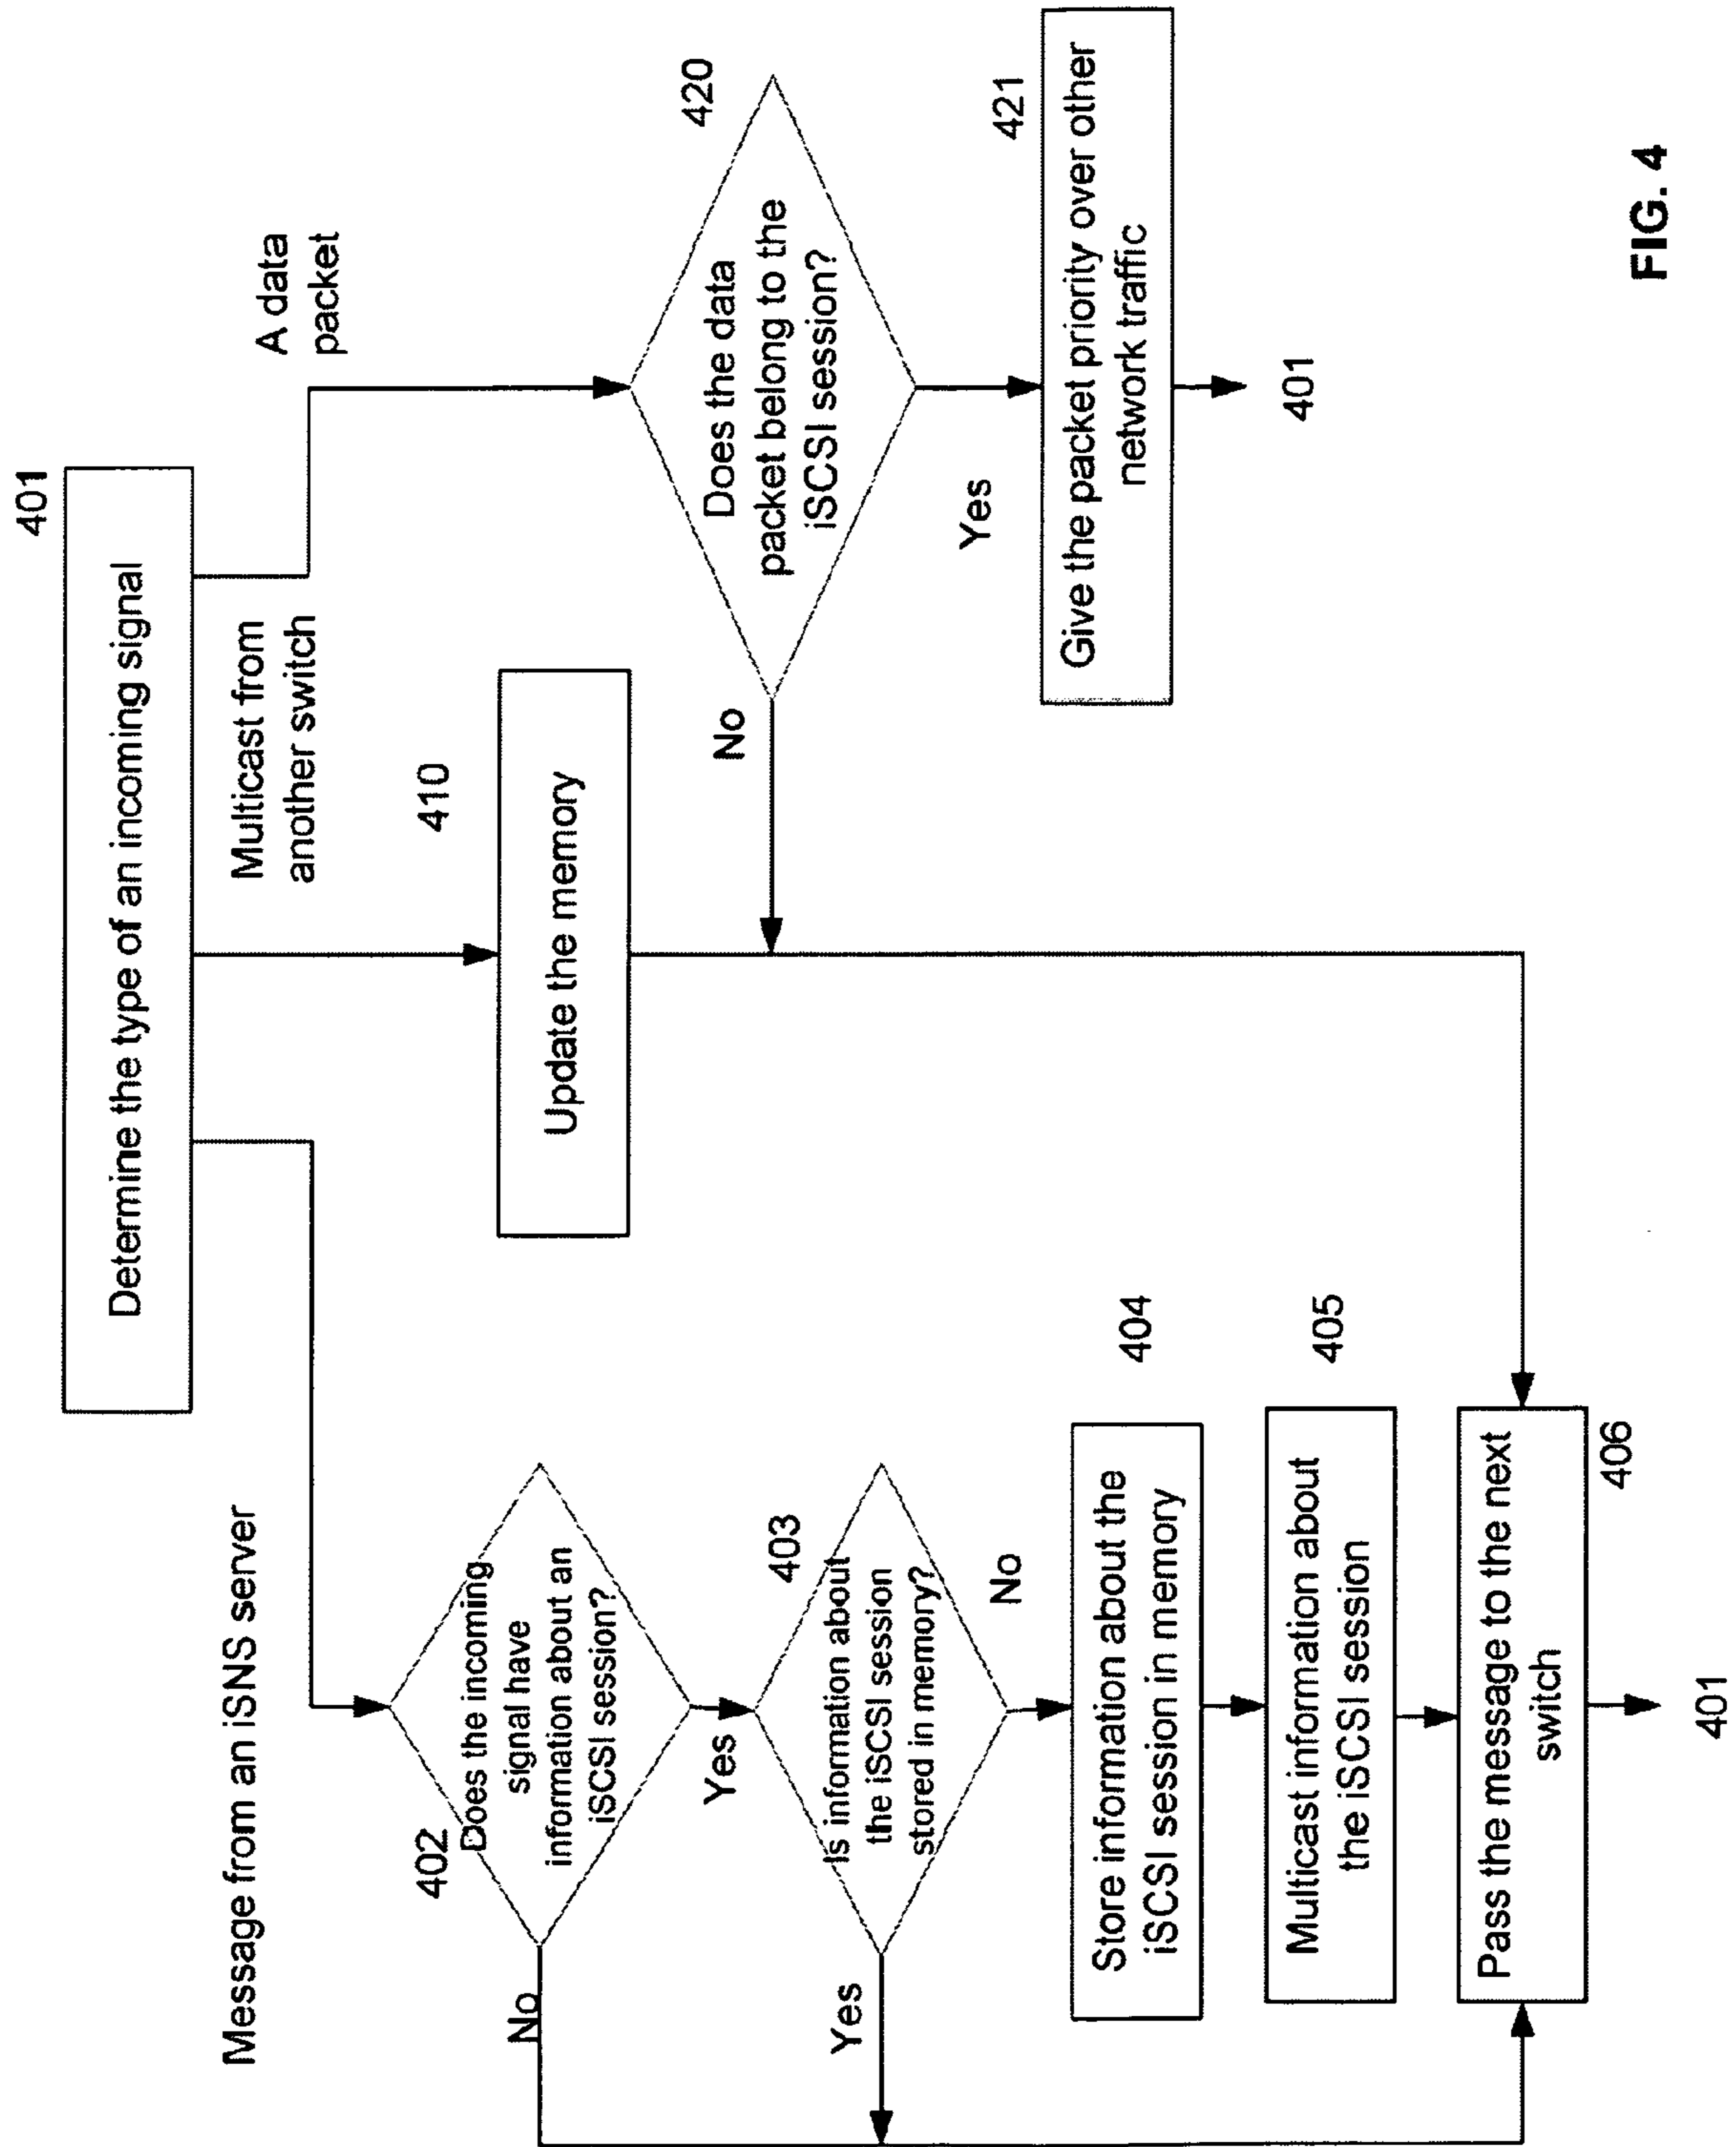 401
Determine the type of an incoming signal
Message from an iSNS server
Multicast from
another switch
A data
packet
402
Does the incoming
signal have
information about an
iSCSI session?
No
Yes
403
Is information about
the iSCSI session
stored in memory?
Yes
No
404
Store information about the
iSCSI session in memory
405
Multicast information about
the iSCSI session
Pass the message to the next
switch
406
401
410
Update the memory
420
Does the data
packet belong to the
iSCSI session?
No
Yes
421
Give the packet priority over other
network traffic
401
FIG. 4